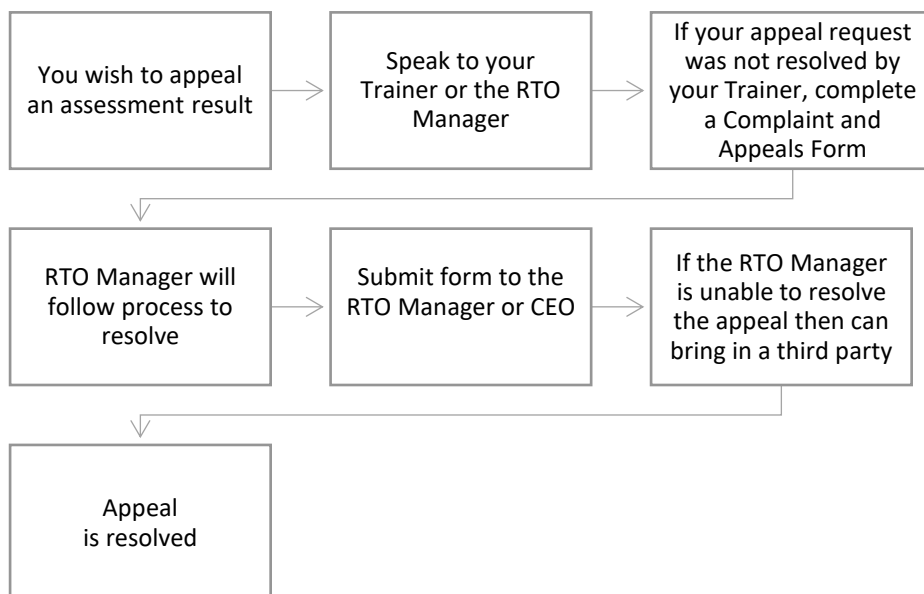 You wish to appeal
an assessment result
Speak to your
Trainer or the RTO
Manager
If your appeal request
was not resolved by
your Trainer, complete
a Complaint and
Appeals Form
RTO Manager will
follow process to
resolve
Submit form to the
RTO Manager or CEO
If the RTO Manager
is unable to resolve
the appeal then can
bring in a third party
Appeal
is resolved